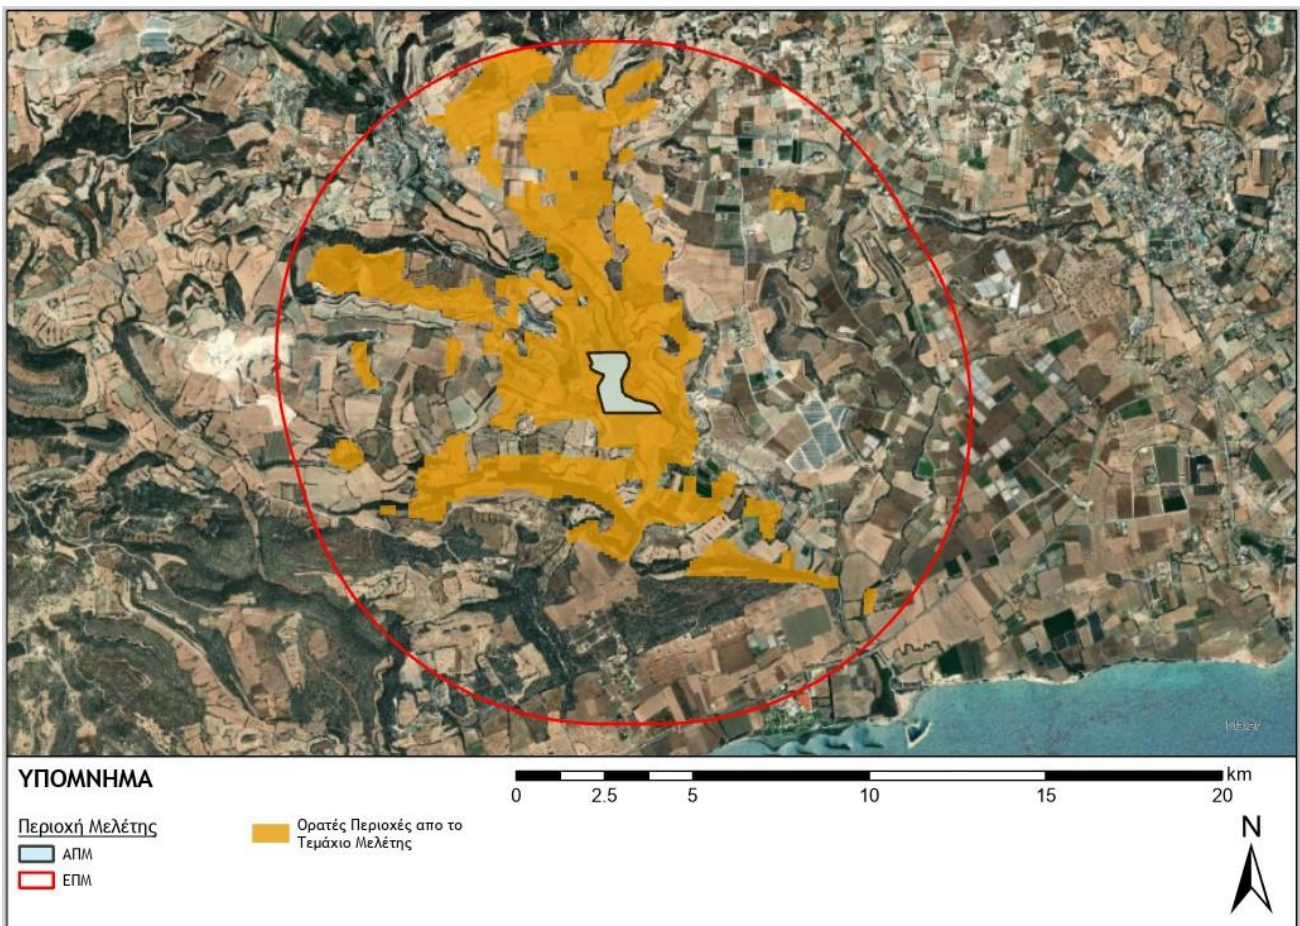 Maxar
ΥΠΟΜΝΗΜΑ
Περιοχή Μελέτης
ΑΠΜ
ΕΠΜ
Ορατές Περιοχές απο το
Τεμάχιο Μελέτης
km
0 2.5 5 10 15 20
N